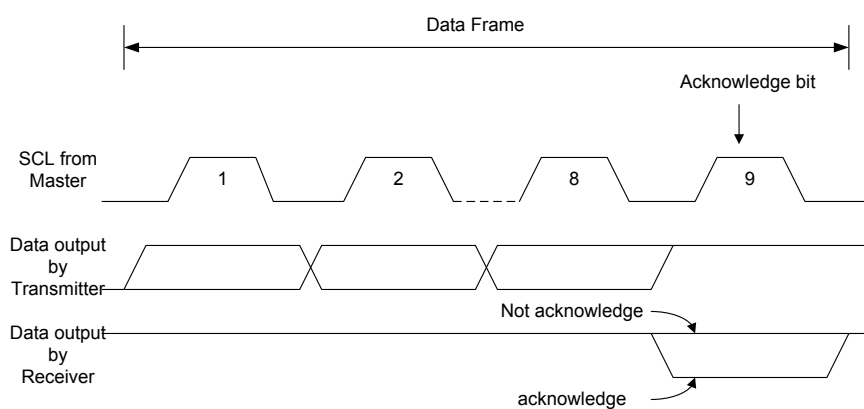 Data Frame
Acknowledge bit
SCL from
Master
1
2
8
9
Data output
by
Transmitter
Not acknowledge
Data output
by
Receiver
acknowledge